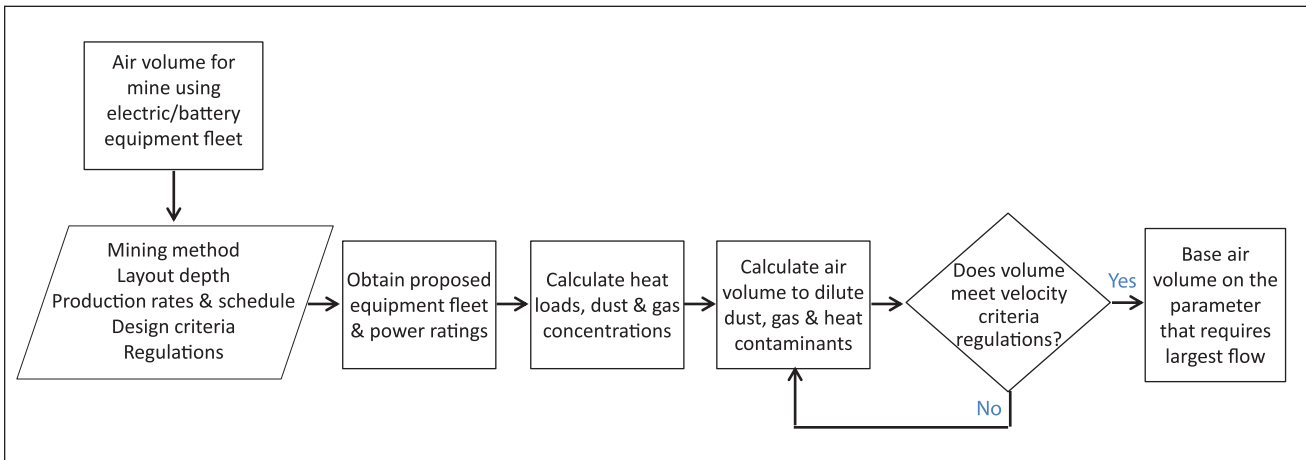 Air volume for
mine using
electric/battery
equipment fleet
Mining method
Layout depth
Production rates & schedule
Design criteria
Regulations
Obtain proposed
equipment fleet
& power ratings
Calculate heat
loads, dust & gas
concentrations
Calculate air
volume to dilute
dust, gas & heat
contaminants
Does volume
meet velocity
criteria
regulations?
Yes
No
Base air
volume on the
parameter
that requires
largest flow